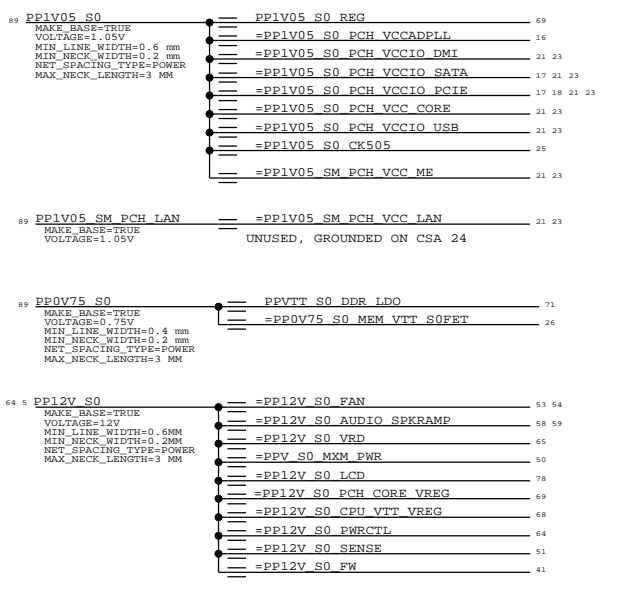 89 PP1V05_S0 PP1V05_S0_REG 69
MAKE_BASE=TRUE
VOLTAGE=1.05V
MIN_LINE_WIDTH=0.6 mm
MIN_NECK_WIDTH=0.2 mm
NET_SPACING_TYPE=POWER
MAX_NECK_LENGTH=3 MM
=PP1V05_S0_PCH_VCCADPLL 16
=PP1V05_S0_PCH_VCCIO_DMI 21 23
=PP1V05_S0_PCH_VCCIO_SATA 17 21 23
=PP1V05_S0_PCH_VCCIO_PCIE 17 18 21 23
=PP1V05_S0_PCH_VCC_CORE 21 23
=PP1V05_S0_PCH_VCCIO_USB 21 23
=PP1V05_S0_CK505 25
=PP1V05_SM_PCH_VCC_ME 21 23
89 PP1V05_SM_PCH_LAN =PP1V05_SM_PCH_VCC_LAN 21 23
MAKE_BASE=TRUE
VOLTAGE=1.05V
UNUSED, GROUNDED ON CSA 24
89 PP0V75_S0 PPVTT_S0_DDR_LDO 71
MAKE_BASE=TRUE
VOLTAGE=0.75V
MIN_LINE_WIDTH=0.4 mm
MIN_NECK_WIDTH=0.2 mm
NET_SPACING_TYPE=POWER
MAX_NECK_LENGTH=3 MM
=PP0V75_S0_MEM_VTT_S0FET 26
64 5 PP12V_S0 =PP12V_S0_FAN 53 54
MAKE_BASE=TRUE
VOLTAGE=12V
MIN_LINE_WIDTH=0.6MM
MIN_NECK_WIDTH=0.2MM
NET_SPACING_TYPE=POWER
MAX_NECK_LENGTH=3 MM
=PP12V_S0_AUDIO_SPKRAMP 58 59
=PP12V_S0_VRD 65
=PPV_S0_MXM_PWR 50
=PP12V_S0_LCD 78
=PP12V_S0_PCH_CORE_VREG 69
=PP12V_S0_CPU_VTT_VREG 68
=PP12V_S0_PWRCTL 64
=PP12V_S0_SENSE 51
=PP12V_S0_FW 41